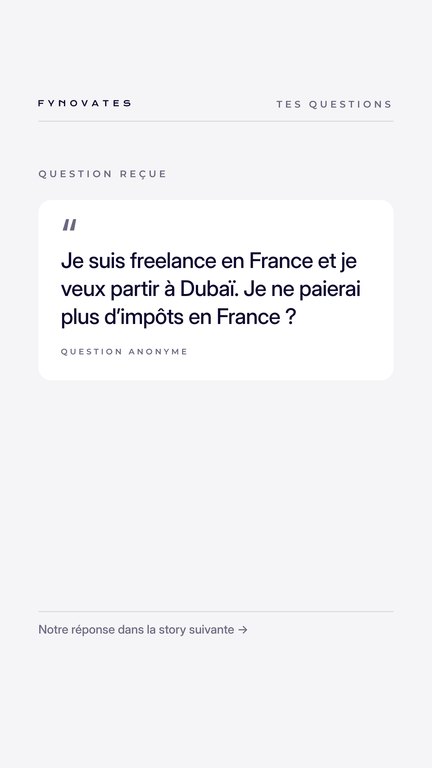 FYNOVATES
TES QUESTIONS
QUESTION REÇUE
"
Je suis freelance en France et je
veux partir à Dubaï. Je ne paierai
plus d’impôts en France ?
QUESTION ANONYME
Notre réponse dans la story suivante →